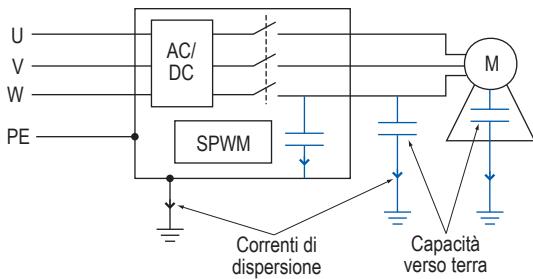 U
V
W
PE
AC/
DC
SPWM
M
Correnti di
dispersione
Capacità
verso terra